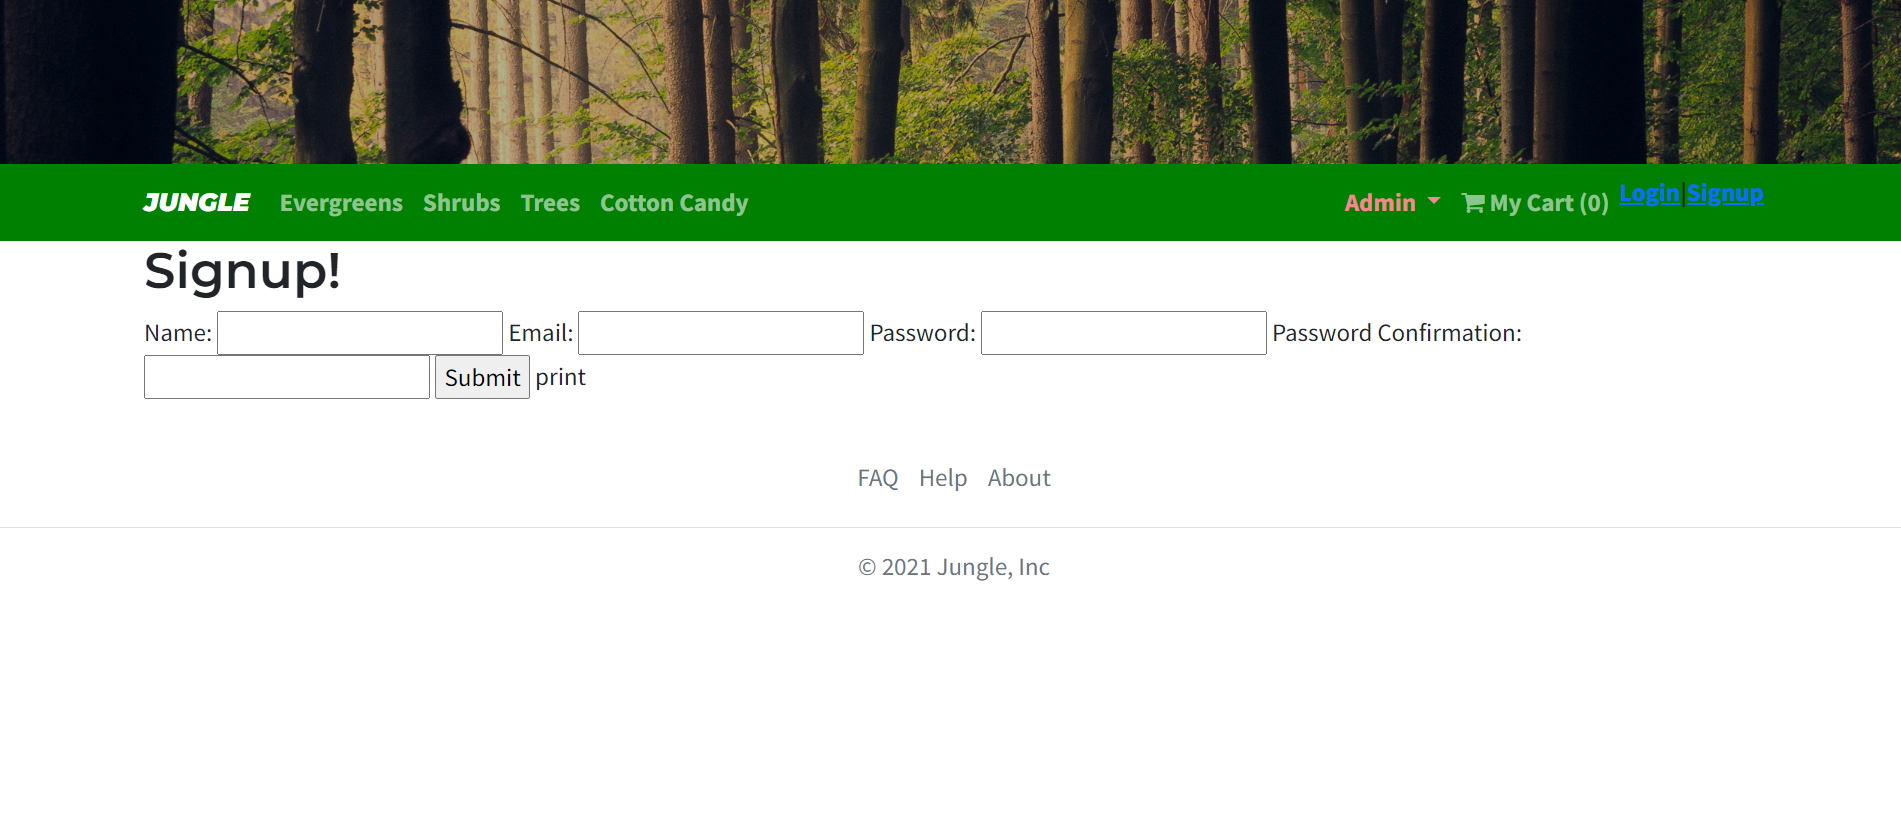 JUNGLE Evergreens Shrubs Trees Cotton Candy Admin My Cart (0) Login|Signup
Signup!
Name: Email: Password: Password Confirmation:
Submit print
FAQ Help About
© 2021 Jungle, Inc